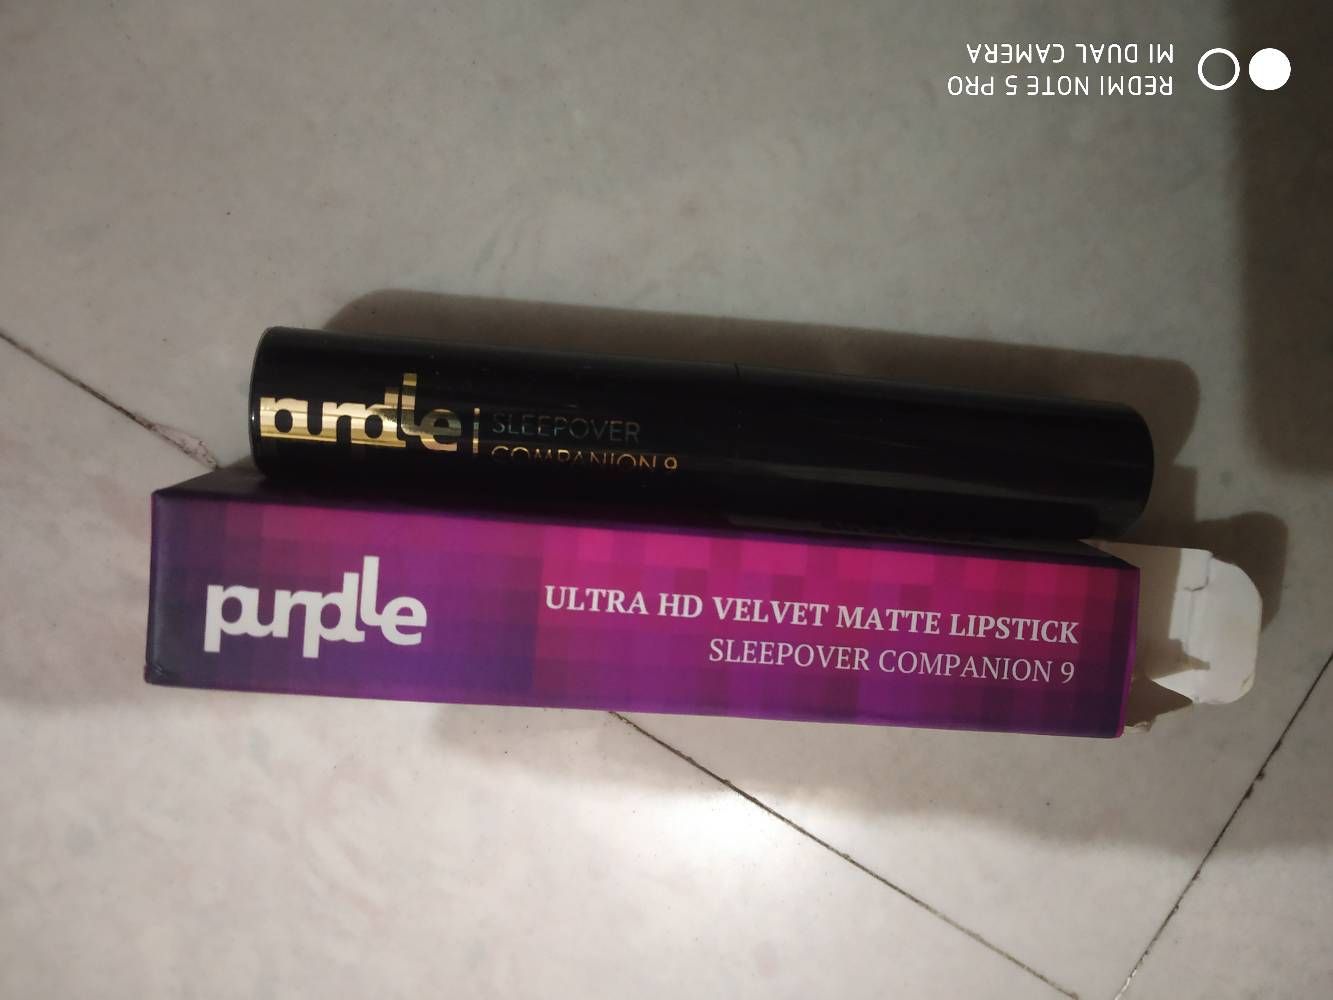 REDMI NOTE 5 PRO
MI DUAL CAMERA
purplle
SLEEPOVER
COMPANION 9
purplle
ULTRA HD VELVET MATTE LIPSTICK
SLEEPOVER COMPANION 9